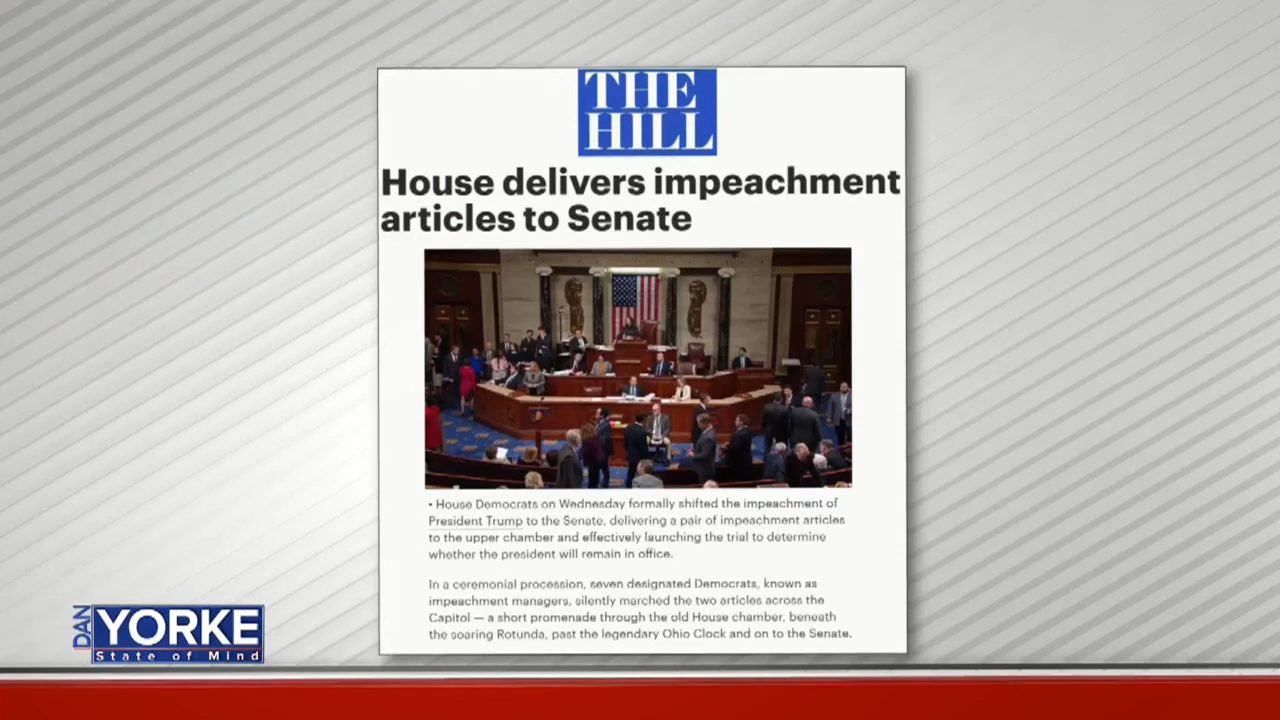 THE
HILL
House delivers impeachment
articles to Senate
• House Democrats on Wednesday formally shifted the impeachment of
President Trump to the Senate, delivering a pair of impeachment articles
to the upper chamber and effectively launching the trial to determine
whether the president will remain in office.
In a ceremonial procession, seven designated Democrats, known as
impeachment managers, silently marched the two articles across the
Capitol — a short promenade through the old House chamber, beneath
the soaring Rotunda, past the legendary Ohio Clock and on to the Senate.
DAN
YORKE
State of Mind